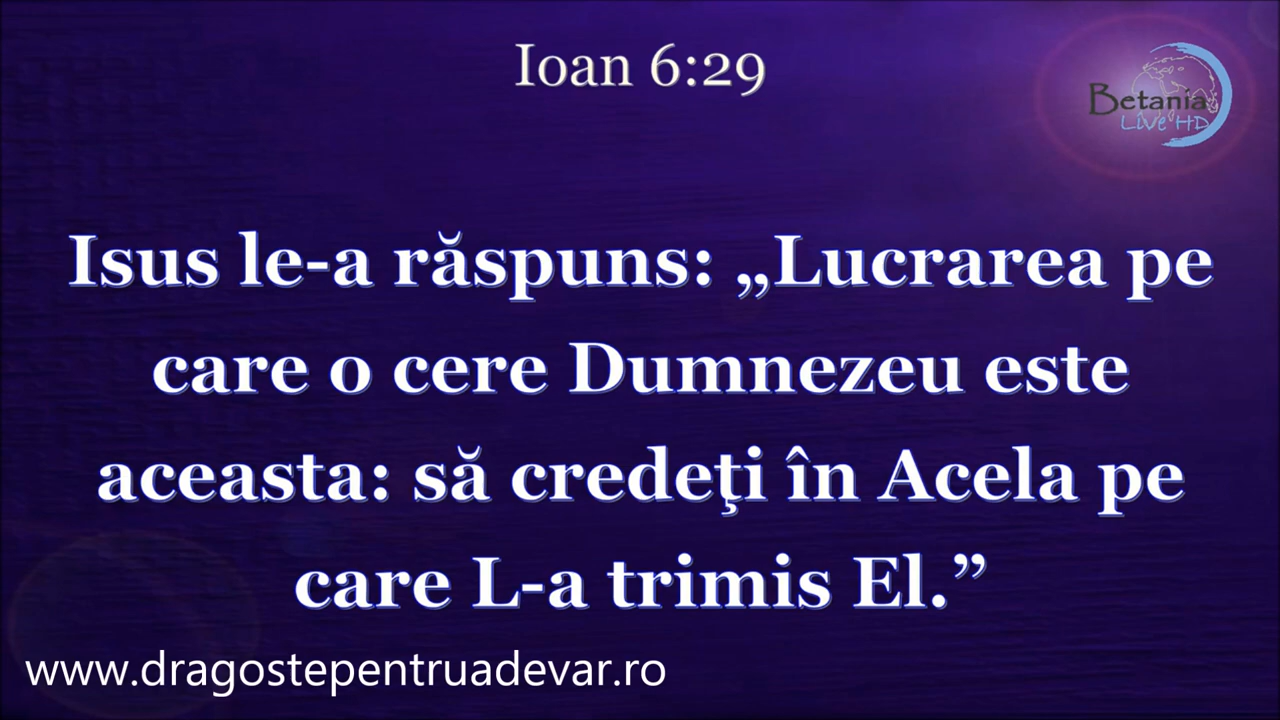 Ioan 6:29
Betania
Live HD
Isus le-a răspuns: „Lucrarea pe
care o cere Dumnezeu este
aceasta: să credeţi în Acela pe
care L-a trimis El.”
www.dragostepentruadevar.ro